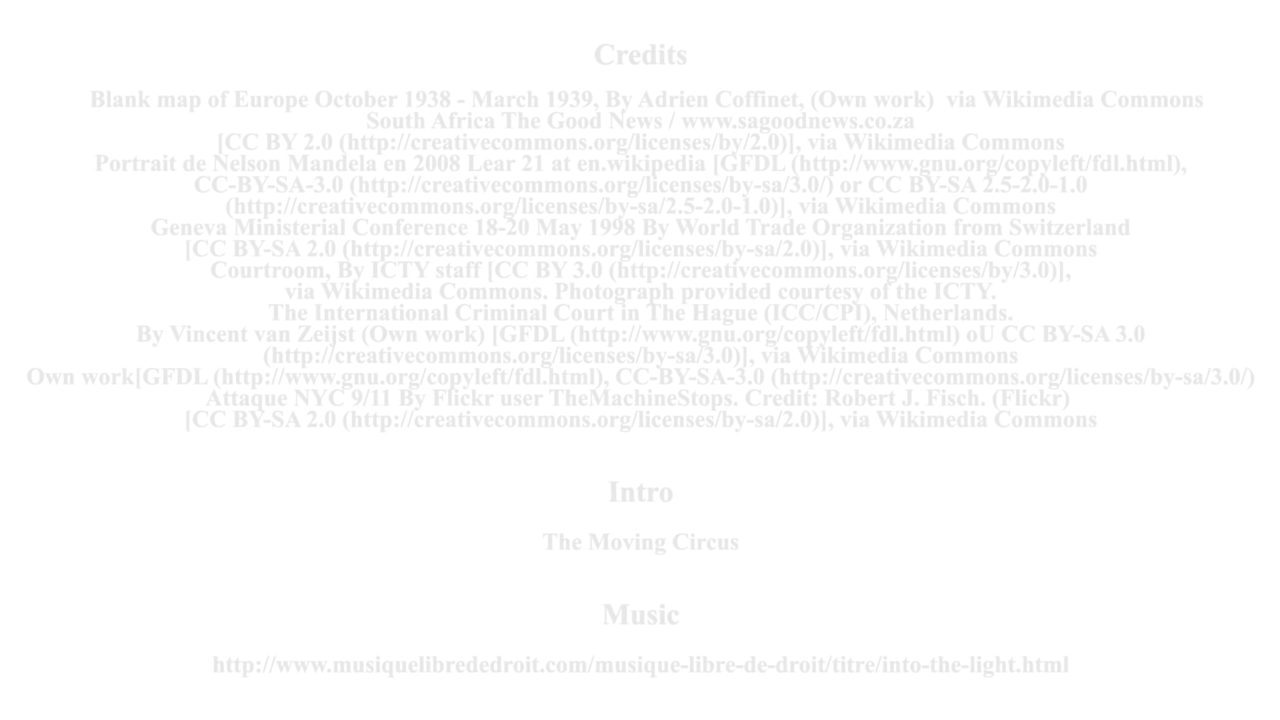 Credits
Blank map of Europe October 1938 - March 1939, By Adrien Coffinet, (Own work)  via Wikimedia Commons
South Africa The Good News / www.sagoodnews.co.za
[CC BY 2.0 (http://creativecommons.org/licenses/by/2.0)], via Wikimedia Commons
Portrait de Nelson Mandela en 2008 Lear 21 at en.wikipedia [GFDL (http://www.gnu.org/copyleft/fdl.html),
CC-BY-SA-3.0 (http://creativecommons.org/licenses/by-sa/3.0/) or CC BY-SA 2.5-2.0-1.0
(http://creativecommons.org/licenses/by-sa/2.5-2.0-1.0)], via Wikimedia Commons
Geneva Ministerial Conference 18-20 May 1998 By World Trade Organization from Switzerland
[CC BY-SA 2.0 (http://creativecommons.org/licenses/by-sa/2.0)], via Wikimedia Commons
Courtroom, By ICTY staff [CC BY 3.0 (http://creativecommons.org/licenses/by/3.0)],
via Wikimedia Commons. Photograph provided courtesy of the ICTY.
The International Criminal Court in The Hague (ICC/CPI), Netherlands.
By Vincent van Zeijst (Own work) [GFDL (http://www.gnu.org/copyleft/fdl.html) oU CC BY-SA 3.0
(http://creativecommons.org/licenses/by-sa/3.0)], via Wikimedia Commons
Own work[GFDL (http://www.gnu.org/copyleft/fdl.html), CC-BY-SA-3.0 (http://creativecommons.org/licenses/by-sa/3.0/)
Attaque NYC 9/11 By Flickr user TheMachineStops. Credit: Robert J. Fisch. (Flickr)
[CC BY-SA 2.0 (http://creativecommons.org/licenses/by-sa/2.0)], via Wikimedia Commons
Intro
The Moving Circus
Music
http://www.musiquelibrededroit.com/musique-libre-de-droit/titre/into-the-light.html